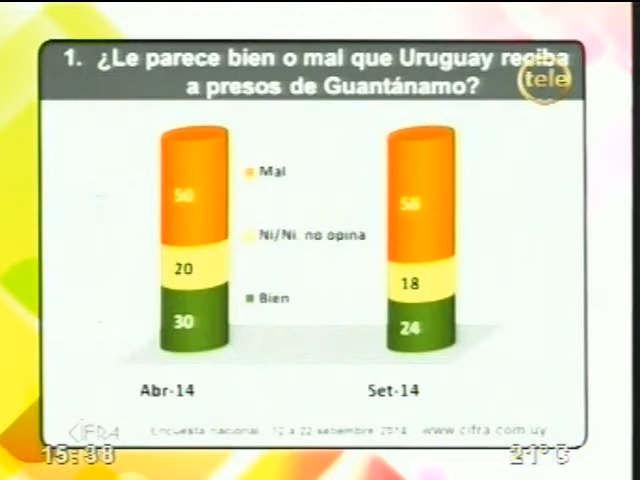 1. ¿Le parece bien o mal que Uruguay reciba
a presos de Guantánamo?
tele
50
Mal
58
Ni/Ni. no opina
20
18
Bien
30
24
Abr-14
Set-14
CIFRA
Encuesta nacional. 12 a 22 setiembre 2014
www.cifra.com.uy
15:38
21°C